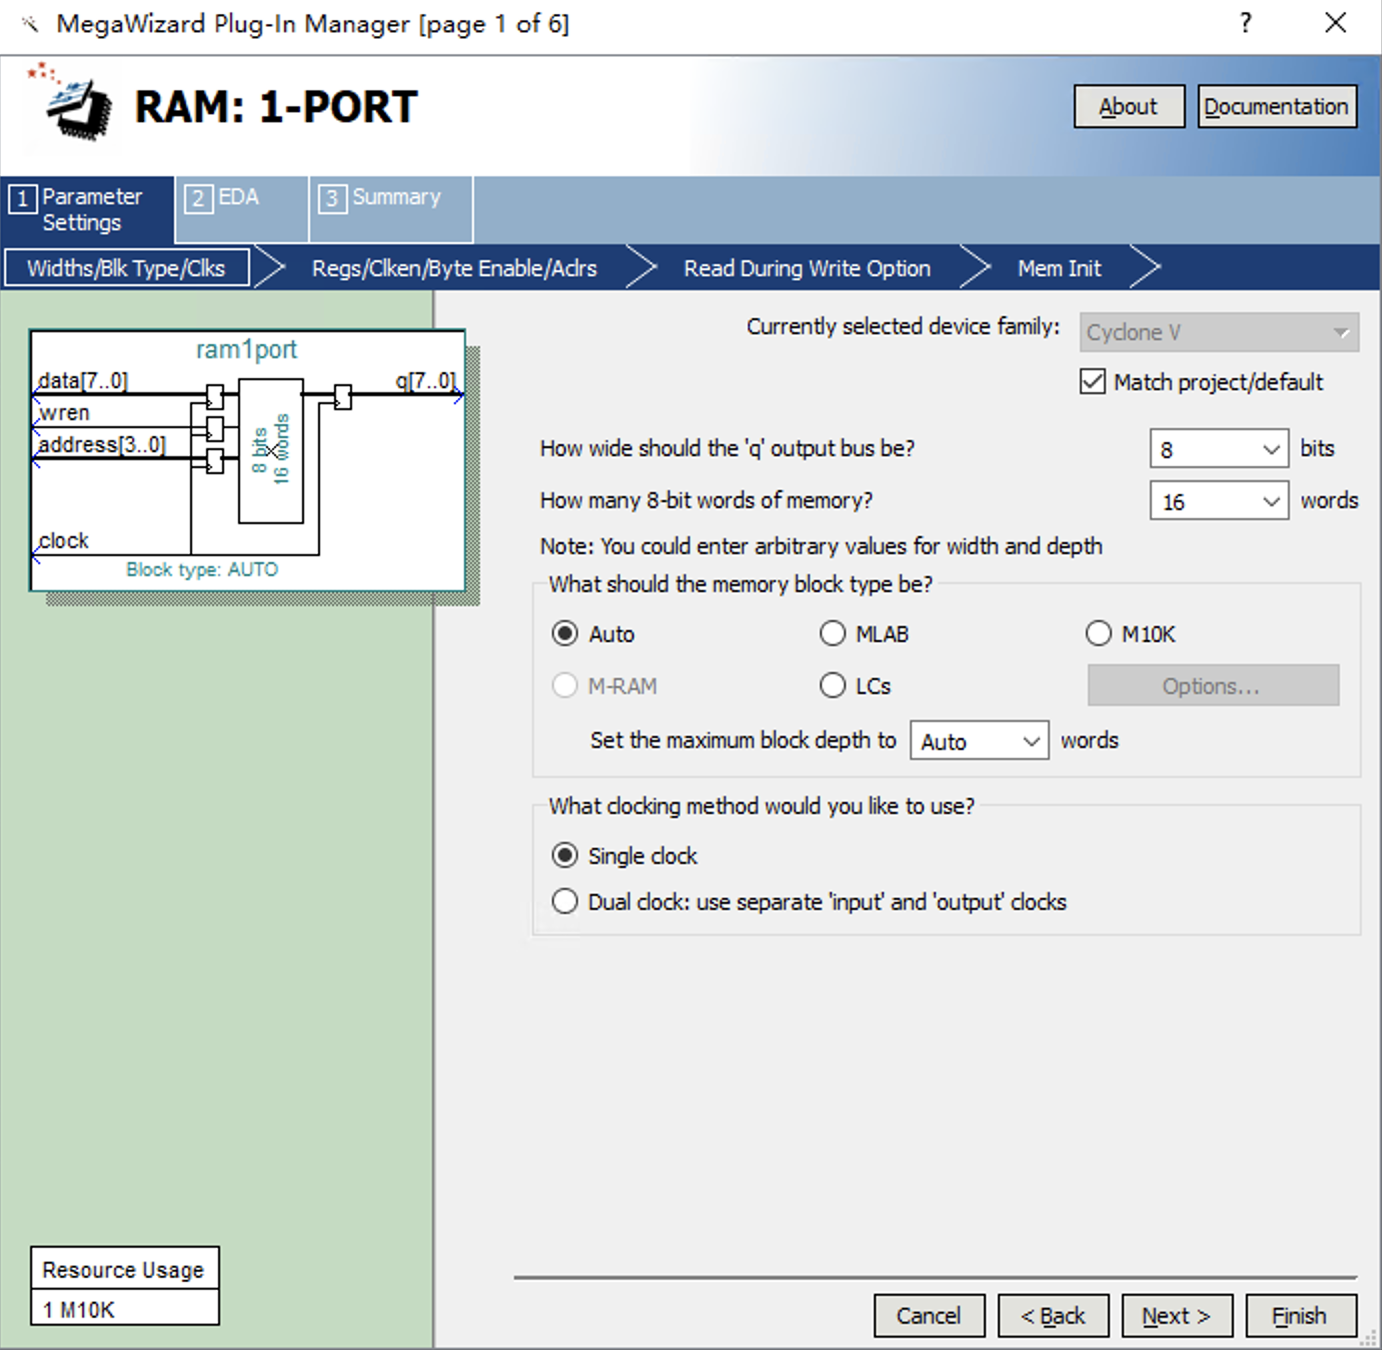 MegaWizard Plug-In Manager [page 1 of 6]
?
RAM: 1-PORT
About
Documentation
1 Parameter
Settings
2 EDA
3 Summary
Widths/Blk Type/Clks
Regs/Clken/Byte Enable/Aclrs
Read During Write Option
Mem Init
ram1port
data[7..0]
q[7..0]
wren
address[3..0]
8 bits
16 words
clock
Block type: AUTO
Currently selected device family:
Cyclone V
Match project/default
How wide should the 'q' output bus be?
8
bits
How many 8-bit words of memory?
16
words
Note: You could enter arbitrary values for width and depth
What should the memory block type be?
Auto
MLAB
M10K
M-RAM
LCs
Options...
Set the maximum block depth to
Auto
words
What clocking method would you like to use?
Single clock
Dual clock: use separate 'input' and 'output' clocks
Resource Usage
1 M10K
Cancel
< Back
Next >
Finish